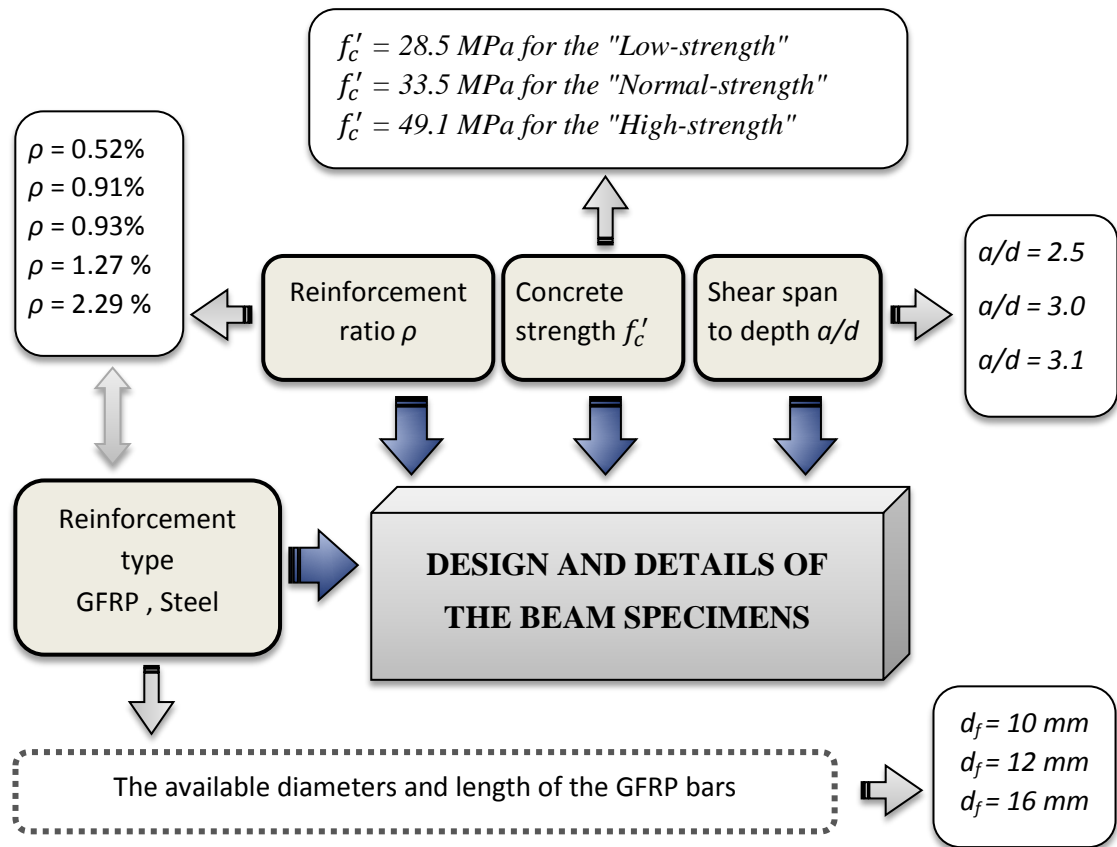 f′c = 28.5 MPa for the "Low-strength"
f′c = 33.5 MPa for the "Normal-strength"
f′c = 49.1 MPa for the "High-strength"
ρ = 0.52%
ρ = 0.91%
ρ = 0.93%
ρ = 1.27 %
ρ = 2.29 %
Reinforcement
ratio ρ
Concrete
strength f′c
Shear span
to depth a/d
a/d = 2.5
a/d = 3.0
a/d = 3.1
Reinforcement
type
GFRP , Steel
DESIGN AND DETAILS OF
THE BEAM SPECIMENS
The available diameters and length of the GFRP bars
df = 10 mm
df = 12 mm
df = 16 mm